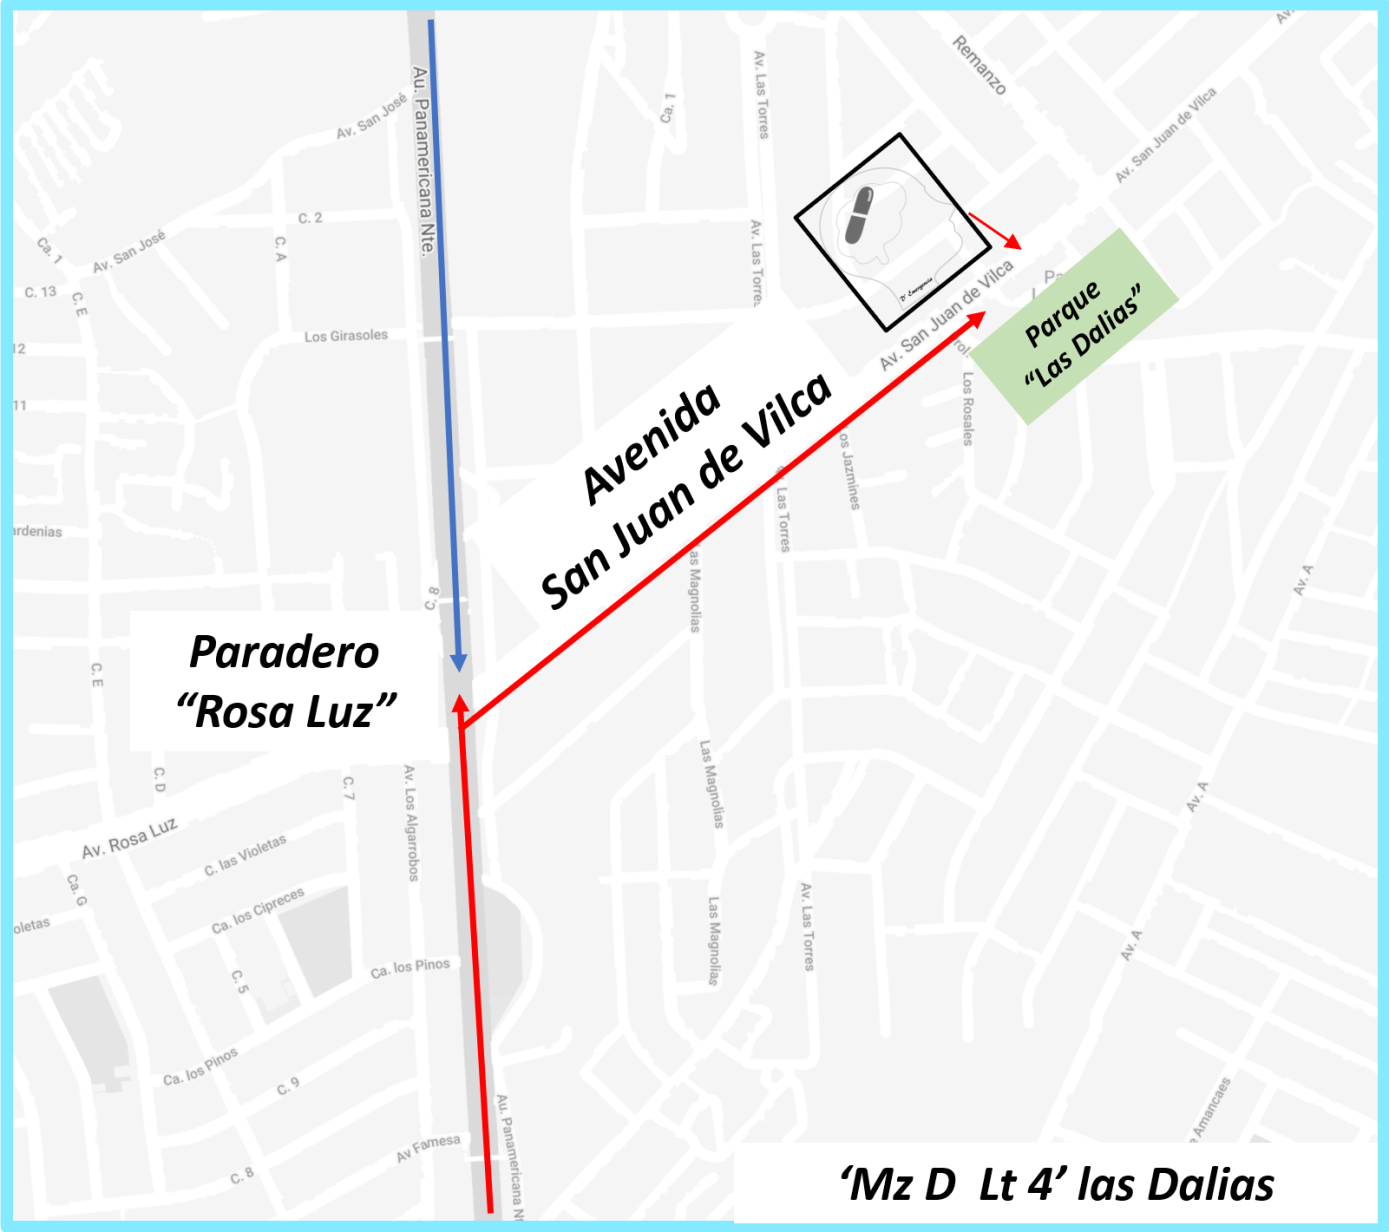 Au. Panamericana Nte.
Av. San José
Ca. 1
Av. Las Torres
Remanzo
Av.
Av. San Juan de Vilca
C. 2
C. A
Av. San José
Ca. 1
C. 13
C. E
Av. Las Torres
D' Emergencia
Av. San Juan de Vilca
Parque
“Las Dalias”
Los Girasoles
12
11
Los Rosales
Avenida
San Juan de Vilca
os Jazmines
Las Torres
as Magnolias
ardenias
C. 8
Av. A
Paradero
“Rosa Luz”
C. E
C. D
C. 7
Av. Los Algarrobos
Las Magnolias
Av. A
Av. Rosa Luz
C. las Violetas
Ca. G
Ca. los Cipreces
oletas
Las Magnolias
Av. Las Torres
Av. A
Ca. los Pinos
C. 5
Ca. los Pinos
C. 9
Au. Panamericana Nt
Av Famesa
C. 8
e Amancaes
‘Mz D Lt 4’ las Dalias